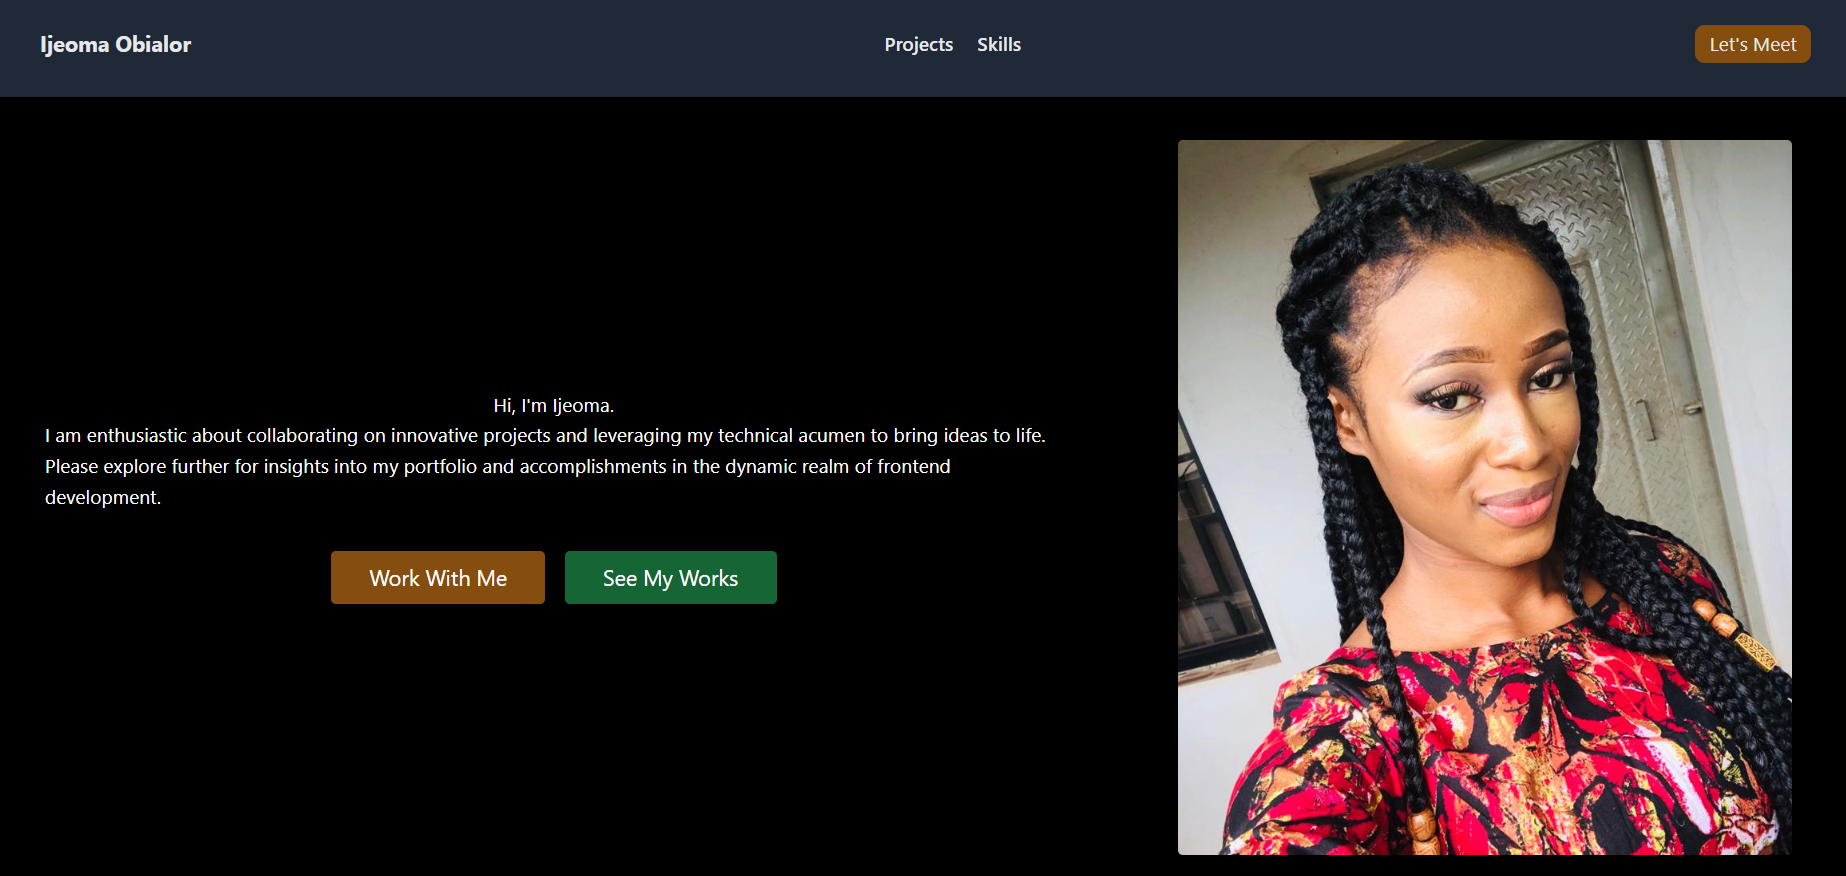 Ijeoma Obialor
Projects Skills
Let's Meet
Hi, I'm Ijeoma.
I am enthusiastic about collaborating on innovative projects and leveraging my technical acumen to bring ideas to life.
Please explore further for insights into my portfolio and accomplishments in the dynamic realm of frontend
development.
Work With Me
See My Works